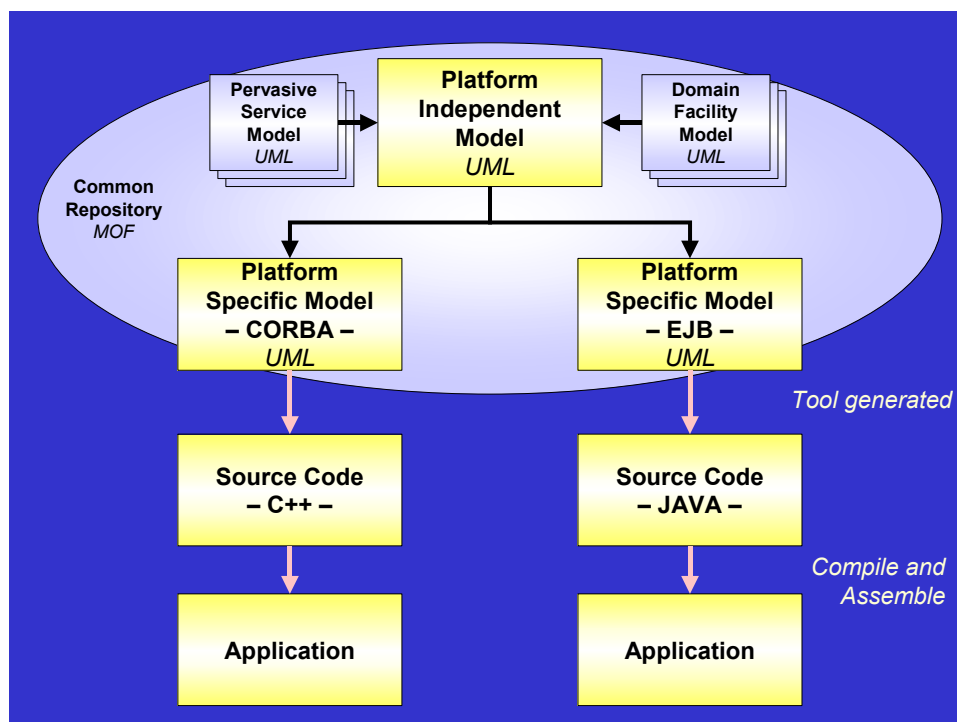 Pervasive
Service
Model
UML
Platform
Independent
Model
UML
Domain
Facility
Model
UML
Common
Repository
MOF
Platform
Specific Model
– CORBA –
UML
Platform
Specific Model
– EJB –
UML
Tool generated
Source Code
– C++ –
Source Code
– JAVA –
Compile and
Assemble
Application
Application